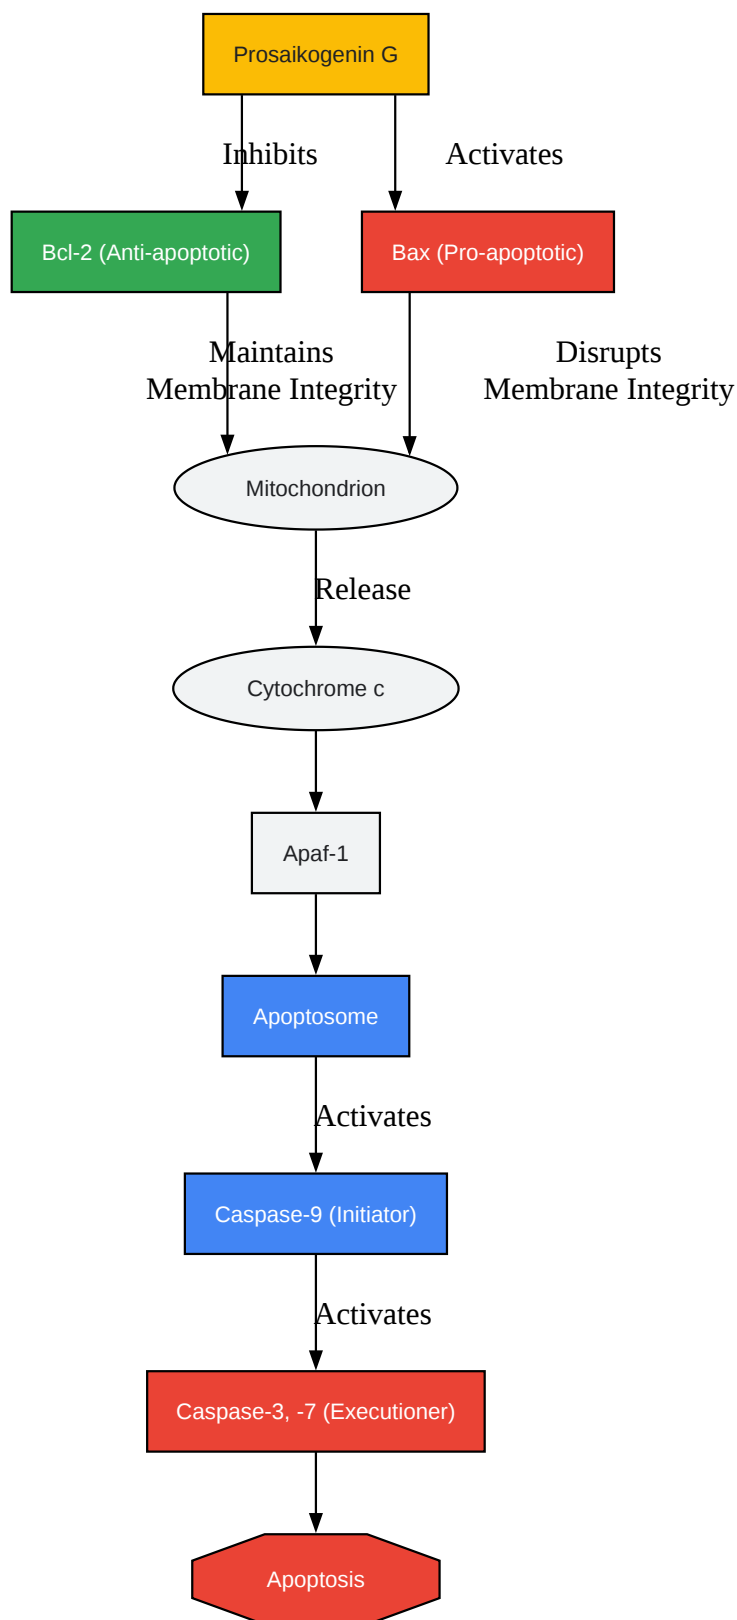 Prosaikogenin G
Inhibits
Activates
Bcl-2 (Anti-apoptotic)
Bax (Pro-apoptotic)
Maintains
Membrane Integrity
Disrupts
Membrane Integrity
Mitochondrion
Release
Cytochrome c
Apaf-1
Apoptosome
Activates
Caspase-9 (Initiator)
Activates
Caspase-3, -7 (Executioner)
Apoptosis